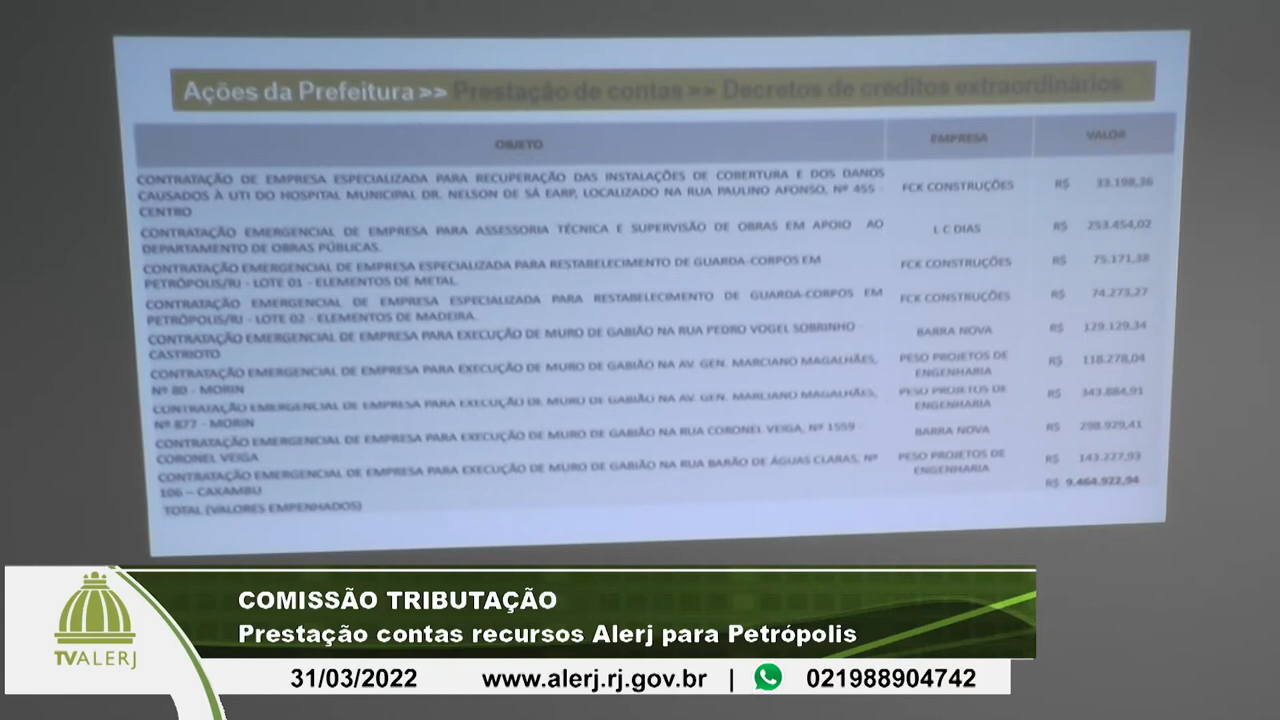 Ações da Prefeitura >> Prestação de contas >> Decretos de créditos extraordinários
OBJETO EMPRESA VALOR
CONTRATAÇÃO DE EMPRESA ESPECIALIZADA PARA RECUPERAÇÃO DAS INSTALAÇÕES DE COBERTURA E DOS DANOS
CAUSADOS À UTI DO HOSPITAL MUNICIPAL DR. NELSON DE SÁ EARP, LOCALIZADO NA RUA PAULINO AFONSO, Nº 455 - FCK CONSTRUÇÕES R$ 33.198,36
CENTRO
CONTRATAÇÃO EMERGENCIAL DE EMPRESA PARA ASSESSORIA TÉCNICA E SUPERVISÃO DE OBRAS EM APOIO AO L C DIAS R$ 253.454,02
DEPARTAMENTO DE OBRAS PÚBLICAS.
CONTRATAÇÃO EMERGENCIAL DE EMPRESA ESPECIALIZADA PARA RESTABELECIMENTO DE GUARDA-CORPOS EM FCK CONSTRUÇÕES R$ 75.171,38
PETRÓPOLIS/RJ - LOTE 01 - ELEMENTOS DE METAL.
CONTRATAÇÃO EMERGENCIAL DE EMPRESA ESPECIALIZADA PARA RESTABELECIMENTO DE GUARDA-CORPOS EM FCK CONSTRUÇÕES R$ 74.273,27
PETRÓPOLIS/RJ - LOTE 02 - ELEMENTOS DE MADEIRA.
CONTRATAÇÃO EMERGENCIAL DE EMPRESA PARA EXECUÇÃO DE MURO DE GABIÃO NA RUA PEDRO VOGEL SOBRINHO - BARRA NOVA R$ 129.129,34
CASTRIOTO
CONTRATAÇÃO EMERGENCIAL DE EMPRESA PARA EXECUÇÃO DE MURO DE GABIÃO NA AV. GEN. MARCIANO MAGALHÃES, PESO PROJETOS DE R$ 118.278,04
Nº 80 - MORIN ENGENHARIA
CONTRATAÇÃO EMERGENCIAL DE EMPRESA PARA EXECUÇÃO DE MURO DE GABIÃO NA AV. GEN. MARCIANO MAGALHÃES, PESO PROJETOS DE R$ 343.884,91
Nº 877 - MORIN ENGENHARIA
CONTRATAÇÃO EMERGENCIAL DE EMPRESA PARA EXECUÇÃO DE MURO DE GABIÃO NA RUA CORONEL VEIGA, Nº 1559 - BARRA NOVA R$ 298.929,41
CORONEL VEIGA
CONTRATAÇÃO EMERGENCIAL DE EMPRESA PARA EXECUÇÃO DE MURO DE GABIÃO NA RUA BARÃO DE ÁGUAS CLARAS, Nº PESO PROJETOS DE R$ 143.227,93
106 – CAXAMBU ENGENHARIA
TOTAL (VALORES EMPENHADOS) R$ 9.464.922,94
COMISSÃO TRIBUTAÇÃO
Prestação contas recursos Alerj para Petrópolis
TVALERJ
31/03/2022 www.alerj.rj.gov.br | 021988904742